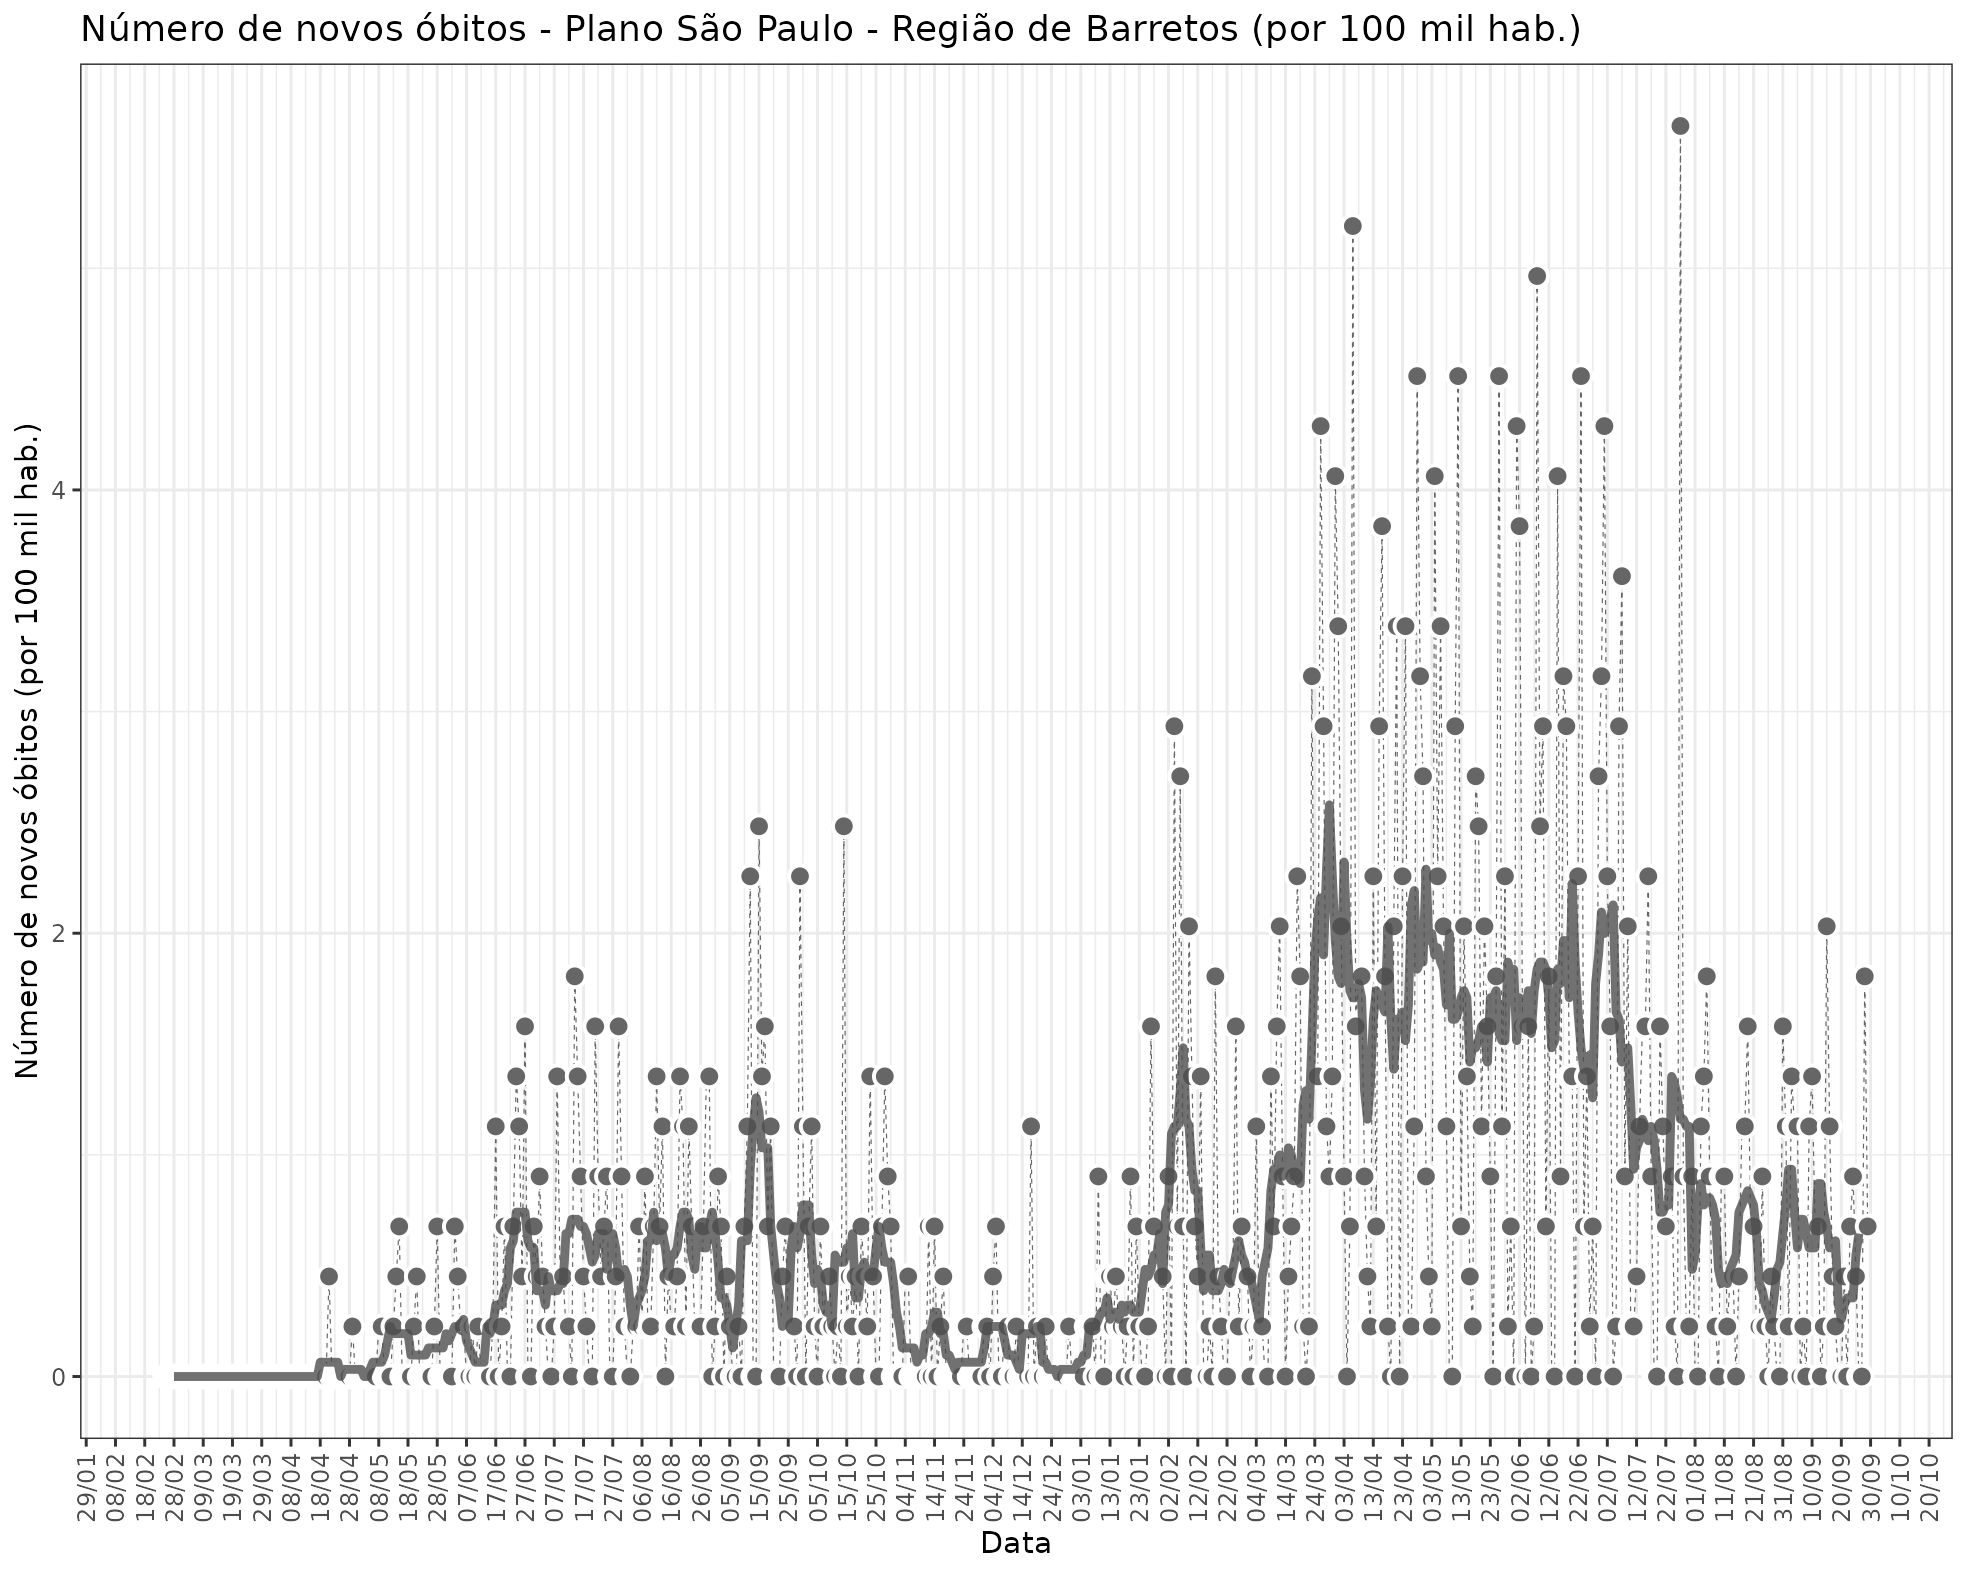 Número de novos óbitos - Plano São Paulo - Região de Barretos (por 100 mil hab.)
Número de novos óbitos (por 100 mil hab.)
4
2
0
29/01 08/02 18/02 28/02 09/03 19/03 29/03 08/04 18/04 28/04 08/05 18/05 28/05 07/06 17/06 27/06 07/07 17/07 27/07 06/08 16/08 26/08 05/09 15/09 25/09 05/10 15/10 25/10 04/11 14/11 24/11 04/12 14/12 24/12 03/01 13/01 23/01 02/02 12/02 22/02 04/03 14/03 24/03 03/04 13/04 23/04 03/05 13/05 23/05 02/06 12/06 22/06 02/07 12/07 22/07 01/08 11/08 21/08 31/08 10/09 20/09 30/09 10/10 20/10
Data